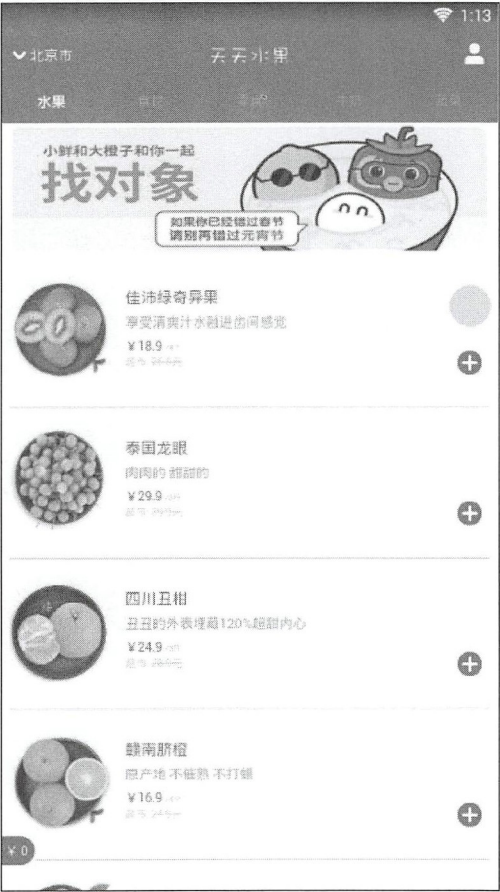 1:13
北京市
天天水果
水果
小鲜和大橙子和你一起
找对象
如果你已经错过春节
请别再错过元宵节
佳沛绿奇异果
享受清爽汁水融进齿间感觉
¥18.9
泰国龙眼
肉肉的 甜甜的
¥29.9
四川丑柑
丑丑的外表埋藏120%超甜内心
¥24.9
赣南脐橙
原产地 不催熟 不打蜡
¥16.9
¥ 0